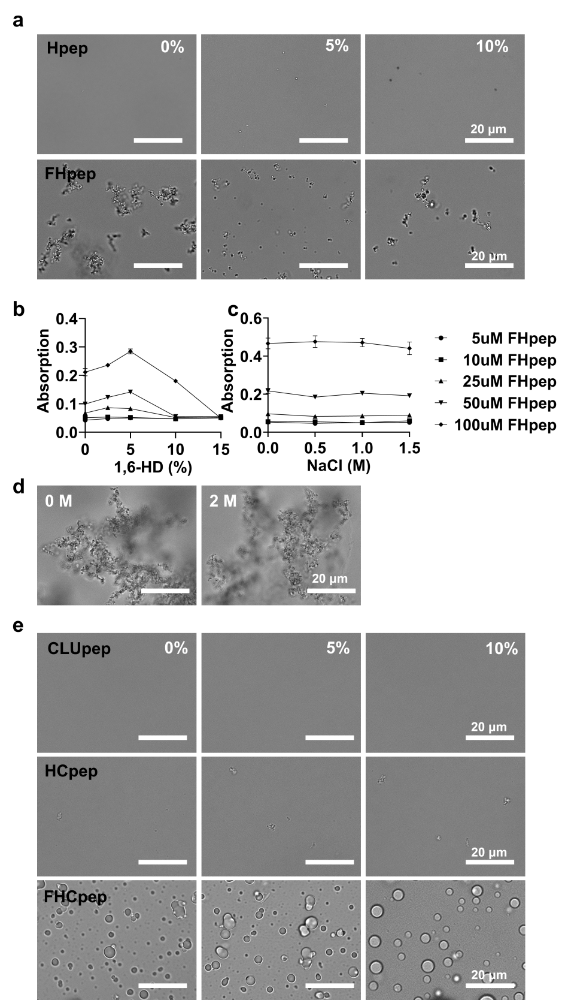 a
Hpep 0% 5% 10%
20 µm
FHpep
20 µm
b c
0.4 0.6
0.3
0.4
0.2
0.2
0.1
0.0 0.0
Absorption Absorption
0 5 10 15 0.0 0.5 1.0 1.5
1,6-HD (%) NaCl (M)
5uM FHpep
10uM FHpep
25uM FHpep
50uM FHpep
100uM FHpep
d
0 M 2 M
20 µm
e
CLUpep 0% 5% 10%
20 µm
HCpep
20 µm
FHCpep
20 µm